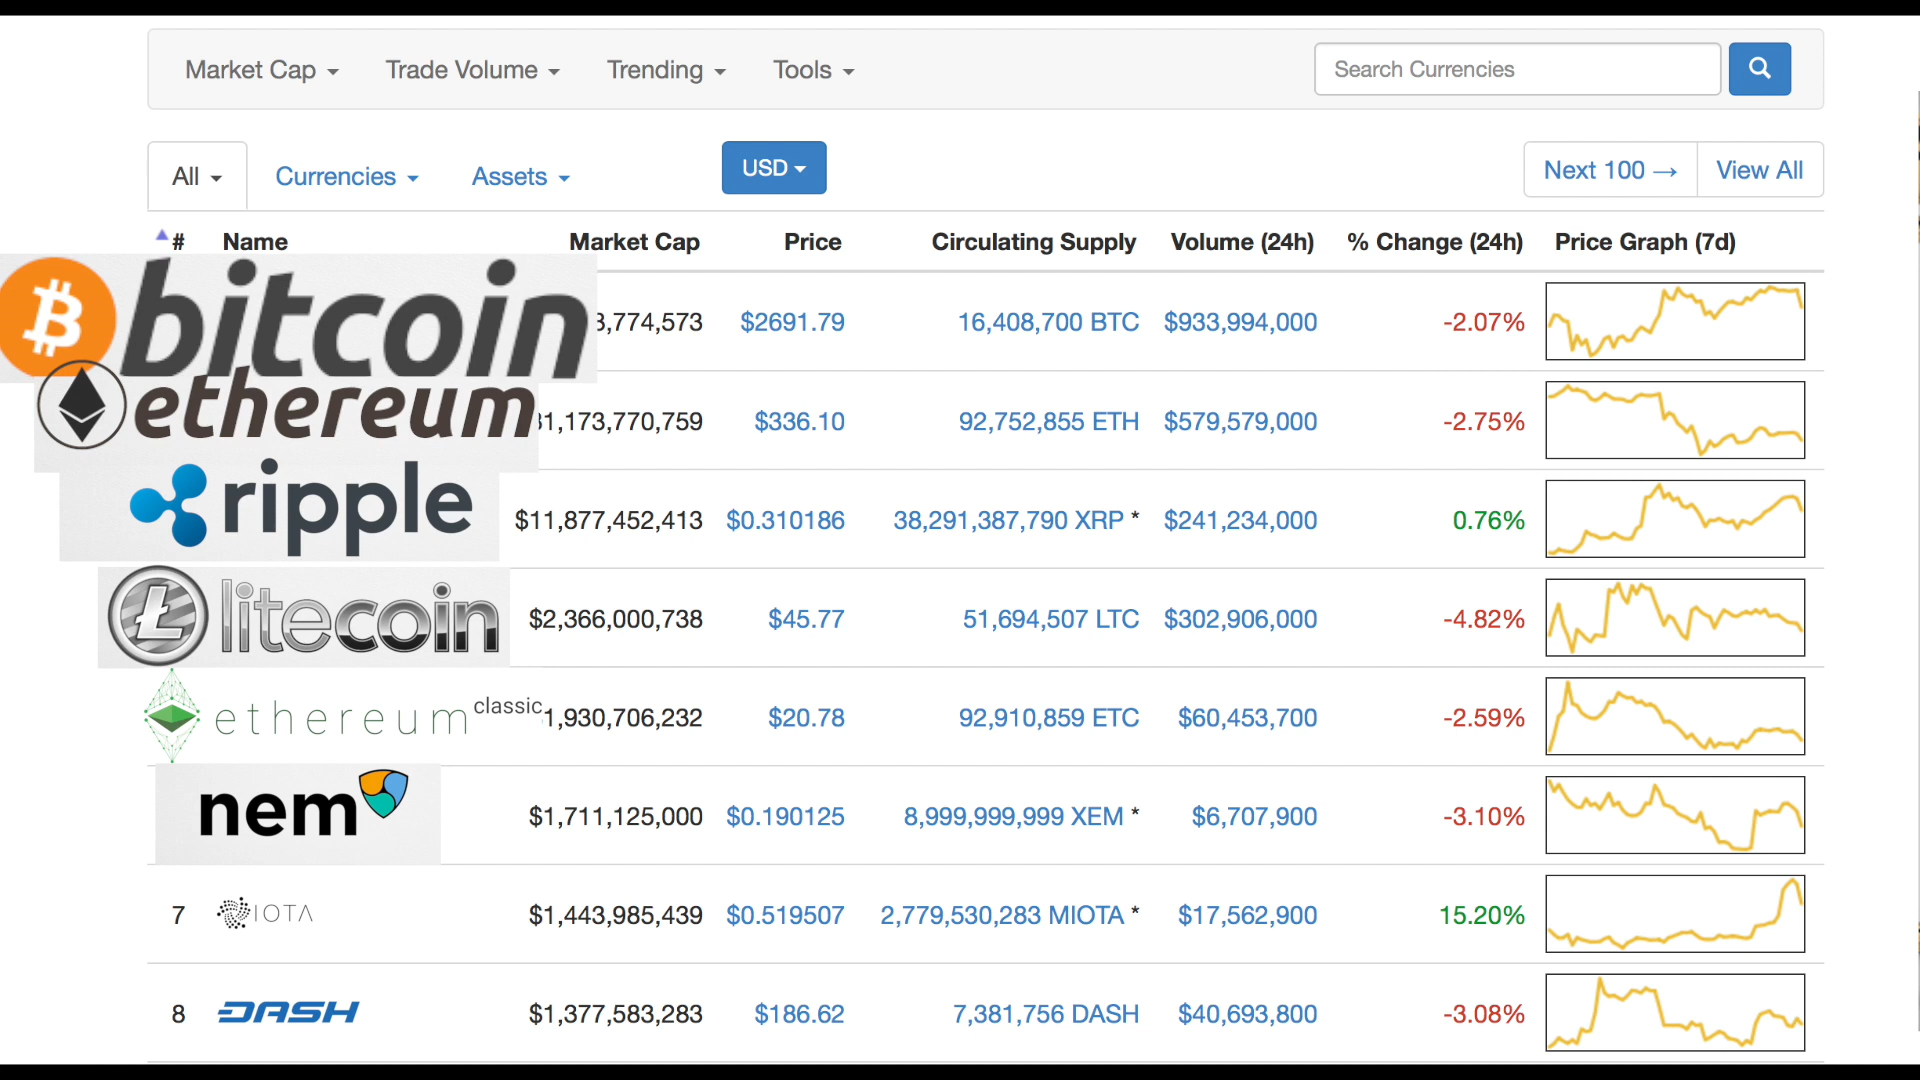 Market Cap Trade Volume Trending Tools Search Currencies
All Currencies Assets USD Next 100 → View All
# Name Market Cap Price Circulating Supply Volume (24h) % Change (24h) Price Graph (7d)
bitcoin 3,774,573 $2691.79 16,408,700 BTC $933,994,000 -2.07%
ethereum 31,173,770,759 $336.10 92,752,855 ETH $579,579,000 -2.75%
ripple $11,877,452,413 $0.310186 38,291,387,790 XRP * $241,234,000 0.76%
litecoin $2,366,000,738 $45.77 51,694,507 LTC $302,906,000 -4.82%
ethereum classic 1,930,706,232 $20.78 92,910,859 ETC $60,453,700 -2.59%
nem $1,711,125,000 $0.190125 8,999,999,999 XEM * $6,707,900 -3.10%
7 IOTA $1,443,985,439 $0.519507 2,779,530,283 MIOTA * $17,562,900 15.20%
8 DASH $1,377,583,283 $186.62 7,381,756 DASH $40,693,800 -3.08%